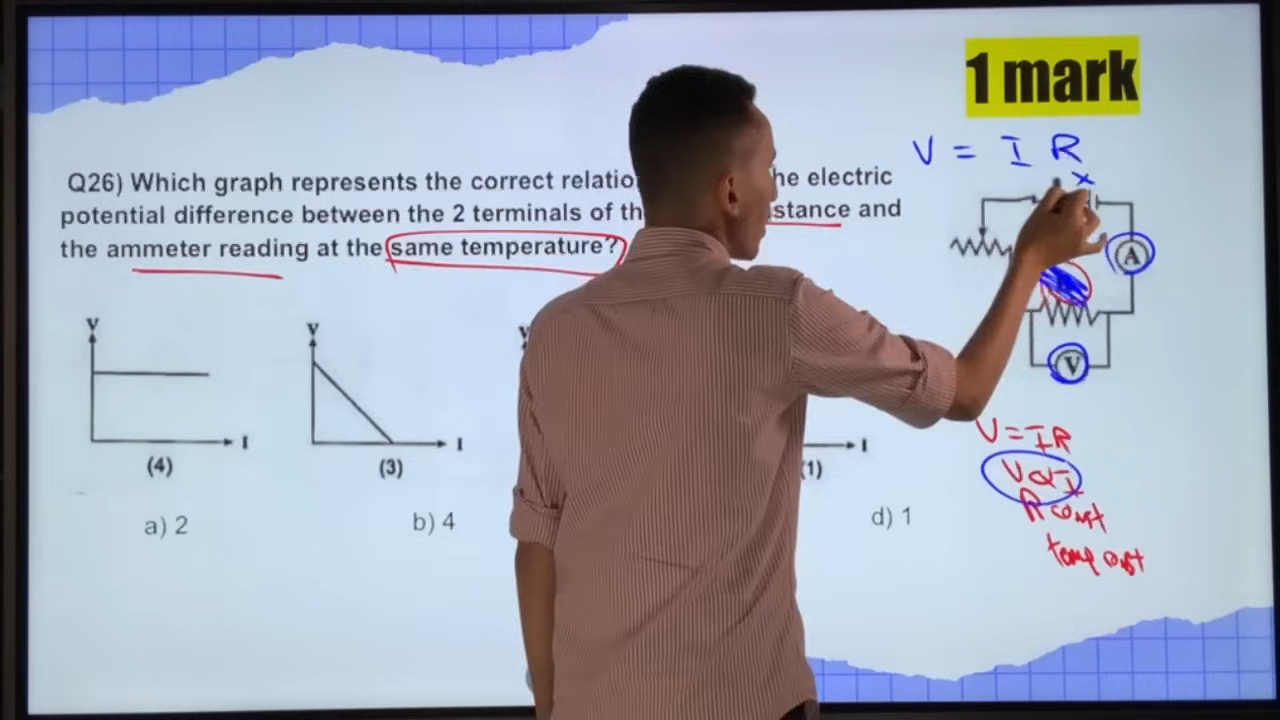 1 mark
V = I R
x
Q26) Which graph represents the correct relatio he electric
potential difference between the 2 terminals of th stance and
the ammeter reading at the same temperature?
A
V
V
V
V
I
I
I
(4)
(3)
1)
V = IR
V α I
R const
temp const
a) 2
b) 4
d) 1